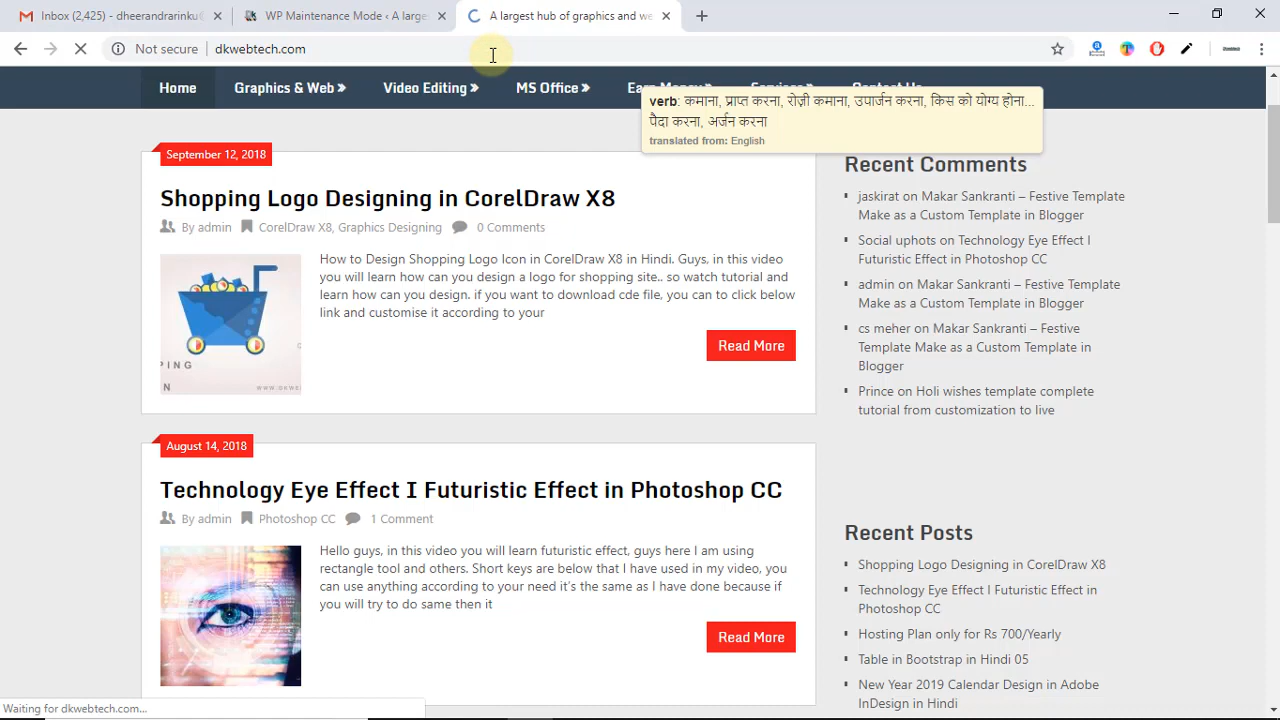 Inbox (2,425) - dheerandrarinku
WP Maintenance Mode ‹ A large
A largest hub of graphics and we
Not secure
dkwebtech.com
Home
Graphics & Web »
Video Editing »
MS Office »
Earn Money »
Services »
Contact Us
verb: कमाना, प्राप्त करना, रोज़ी कमाना, उपार्जन करना, किस को योग्य होना...
पैदा करना, अर्जन करना
translated from: English
September 12, 2018
Shopping Logo Designing in CorelDraw X8
By admin
CorelDraw X8, Graphics Designing
0 Comments
How to Design Shopping Logo Icon in CorelDraw X8 in Hindi. Guys, in this video
you will learn how can you design a logo for shopping site.. so watch tutorial and
learn how can you design. if you want to download cde file, you can to click below
link and customise it according to your
PING
N
WWW.DKWE
Read More
August 14, 2018
Technology Eye Effect I Futuristic Effect in Photoshop CC
By admin
Photoshop CC
1 Comment
Hello guys, in this video you will learn futuristic effect, guys here I am using
rectangle tool and others. Short keys are below that I have used in my video, you
can use anything according to your need it's the same as I have done because if
you will try to do same then it
Read More
Recent Comments
jaskirat on Makar Sankranti – Festive Template
Make as a Custom Template in Blogger
Social uphots on Technology Eye Effect I
Futuristic Effect in Photoshop CC
admin on Makar Sankranti – Festive Template
Make as a Custom Template in Blogger
cs meher on Makar Sankranti – Festive
Template Make as a Custom Template in
Blogger
Prince on Holi wishes template complete
tutorial from customization to live
Recent Posts
Shopping Logo Designing in CorelDraw X8
Technology Eye Effect I Futuristic Effect in
Photoshop CC
Hosting Plan only for Rs 700/Yearly
Table in Bootstrap in Hindi 05
New Year 2019 Calendar Design in Adobe
InDesign in Hindi
Waiting for dkwebtech.com...